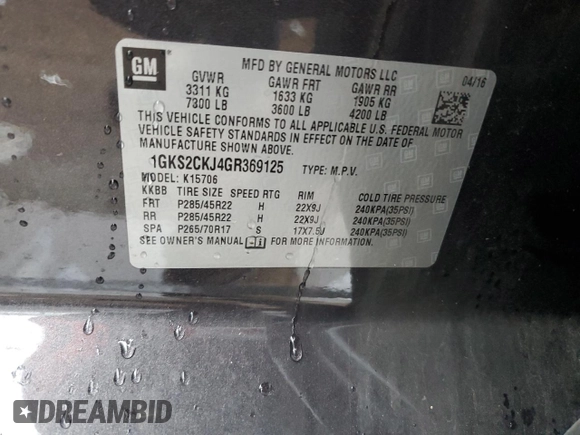 GM
MFD BY GENERAL MOTORS LLC
04/16
GVWR GAWR FRT GAWR RR
3311 KG 1633 KG 1905 KG
7300 LB 3600 LB 4200 LB
THIS VEHICLE CONFORMS TO ALL APPLICABLE U.S. FEDERAL MOTOR
VEHICLE SAFETY STANDARDS IN EFFECT ON THE DATE OF
MANUFACTURE SHOWN ABOVE.
1GKS2CKJ4GR369125 TYPE: M.P.V.
MODEL: K15706
KKBB TIRE SIZE SPEED RTG RIM COLD TIRE PRESSURE
FRT P285/45R22 H 22X9J 240KPA(35PSI)
RR P285/45R22 H 22X9J 240KPA(35PSI)
SPA P265/70R17 S 17X7.5J 240KPA(35PSI)
SEE OWNER'S MANUAL FOR ADDITIONAL INFORMATION.
DREAMBID